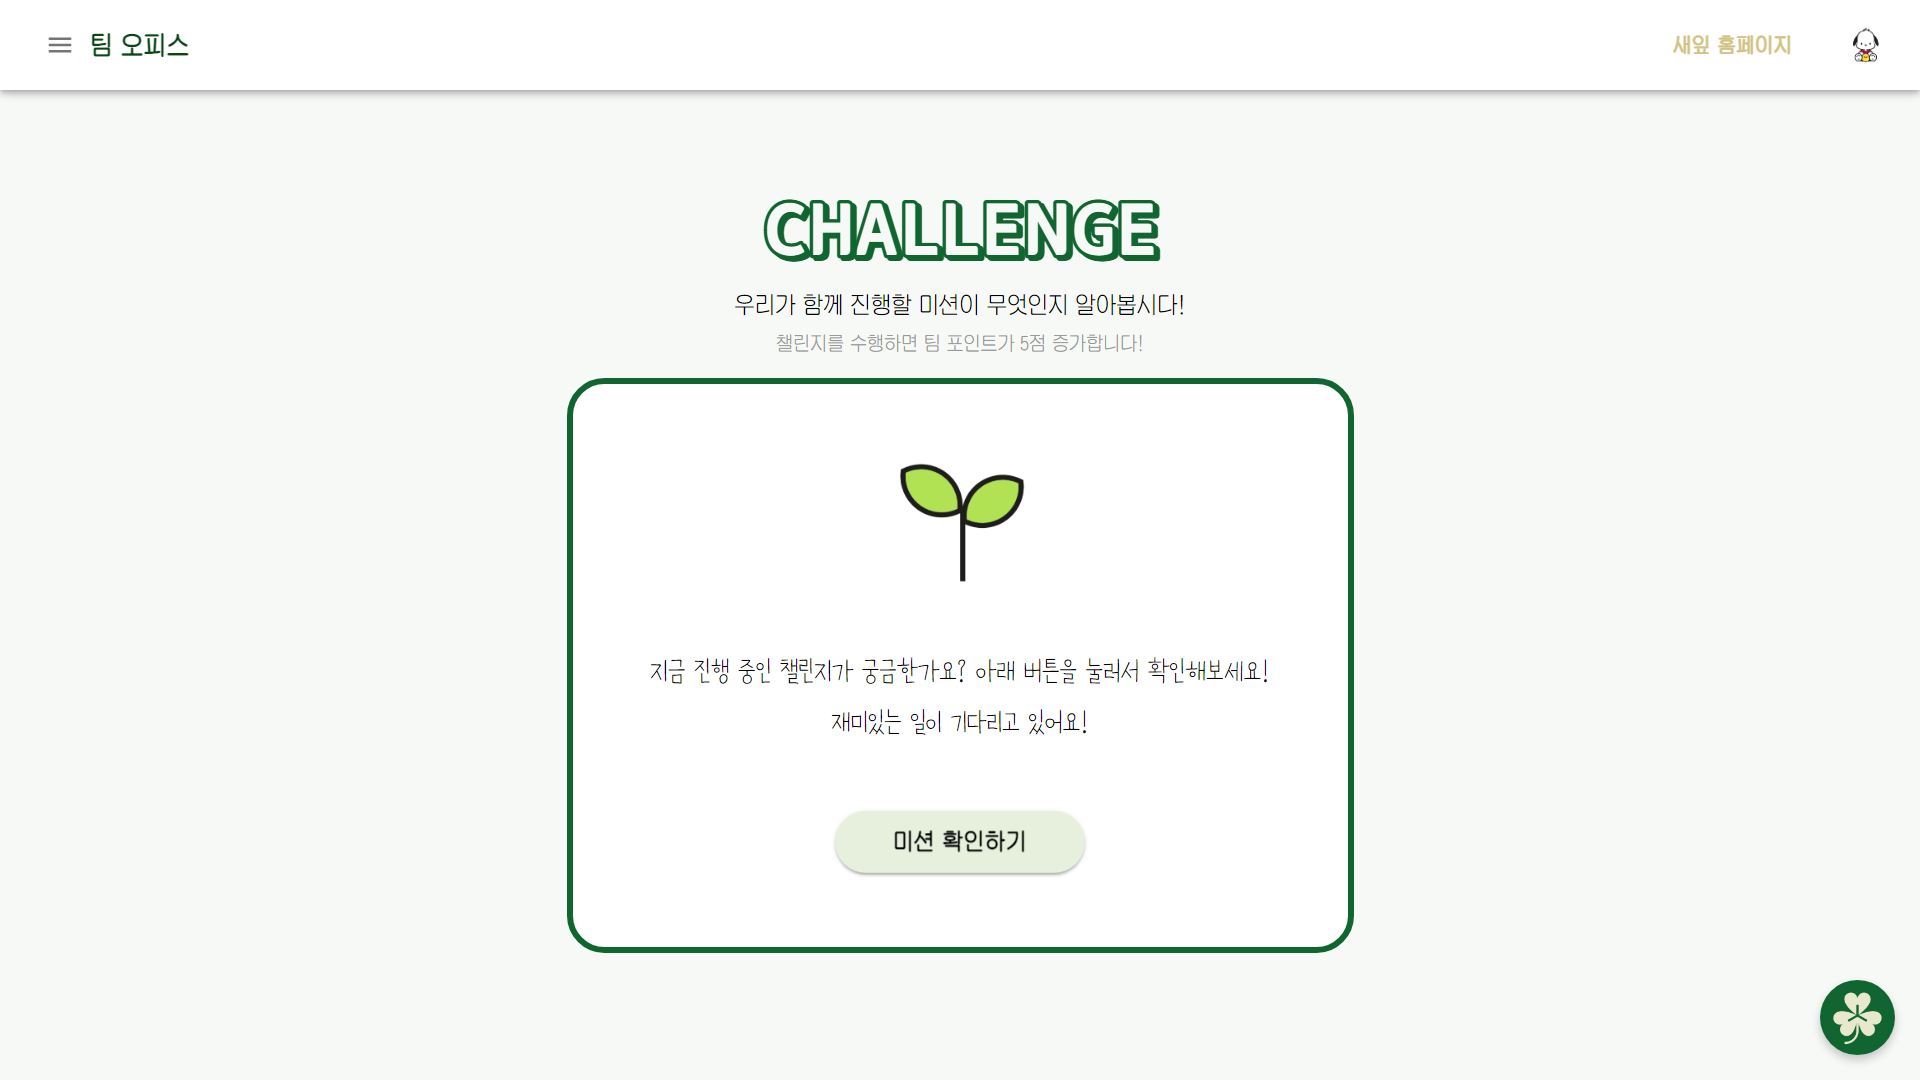 팀 오피스
새잎 홈페이지
CHALLENGE
우리가 함께 진행할 미션이 무엇인지 알아봅시다!
챌린지를 수행하면 팀 포인트가 5점 증가합니다!
지금 진행 중인 챌린지가 궁금한가요? 아래 버튼을 눌러서 확인해보세요!
재미있는 일이 기다리고 있어요!
미션 확인하기